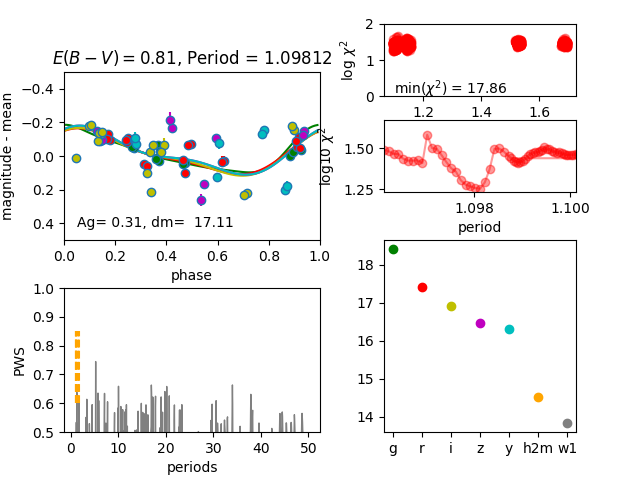 E(B − V) = 0.81, Period = 1.09812
magnitude - mean
−0.4
−0.2
0.0
0.2
0.4
Ag= 0.31, dm=  17.11
0.0 0.2 0.4 0.6 0.8 1.0
phase
log χ²
2
1
0
min(χ²) = 17.86
1.2 1.4 1.6
log10 χ²
1.50
1.25
1.098 1.100
period
PWS
1.0
0.9
0.8
0.7
0.6
0.5
0 10 20 30 40 50
periods
18
17
16
15
14
g r i z y h2m w1